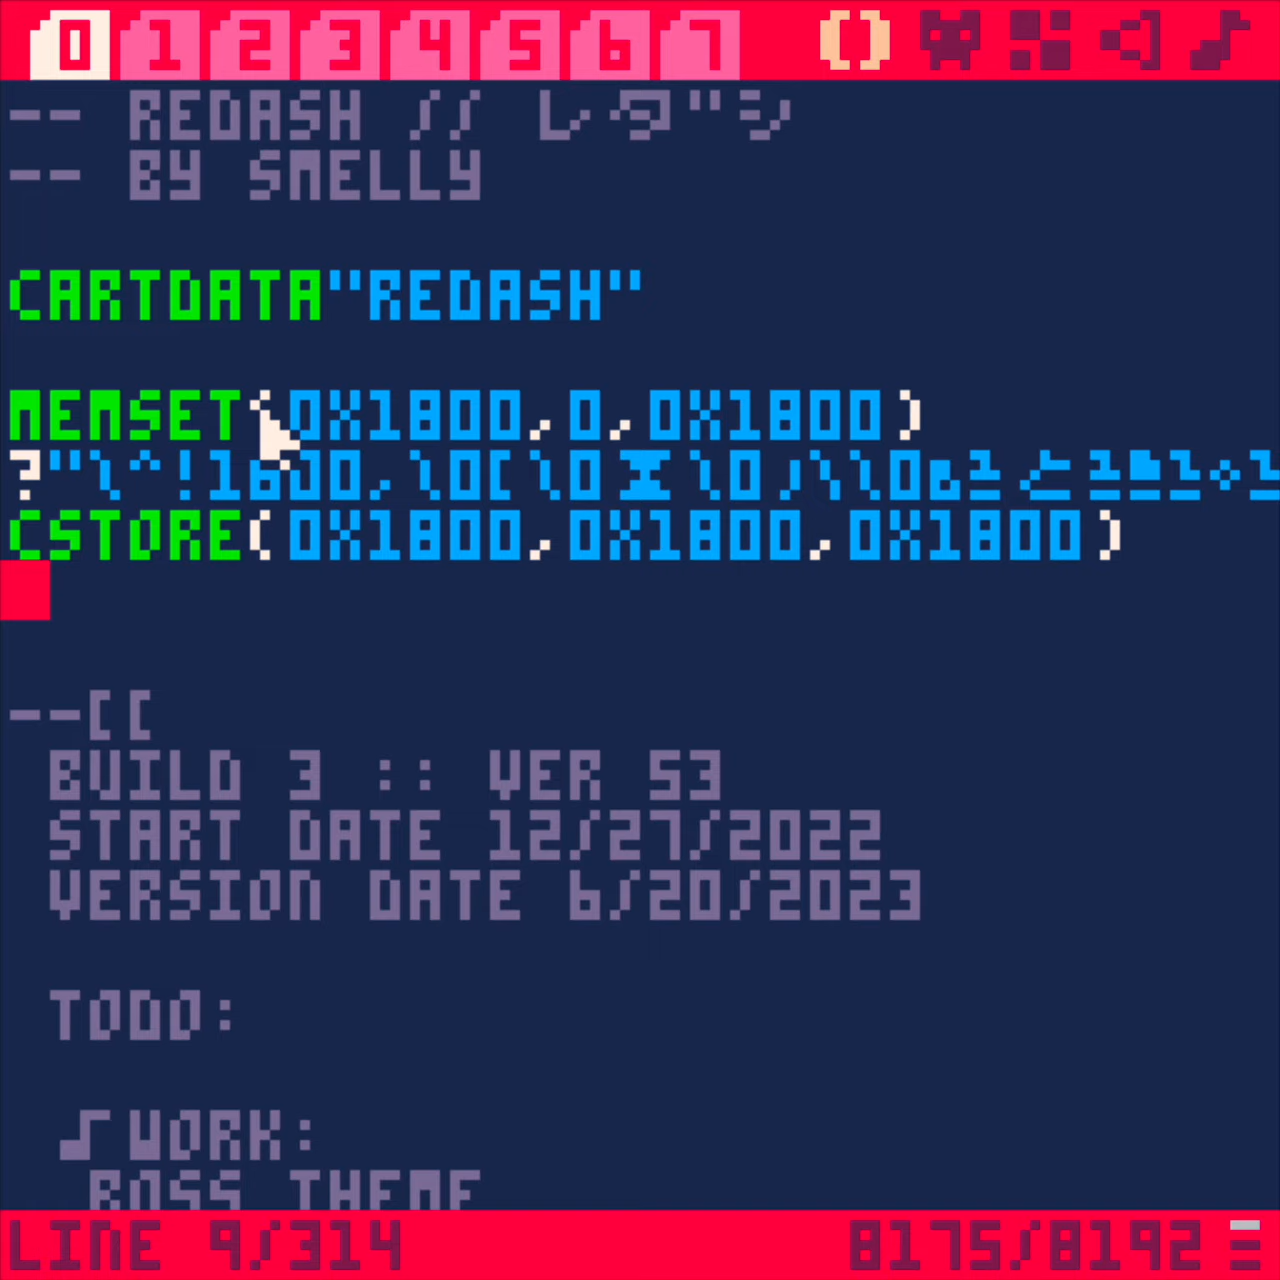 0 1 2 3 4 5 6 7
-- REDASH // レタ"シ
-- BY SMELLY
CARTDATA"REDASH"
MEMSET(0X1800,0,0X1800)
?"\^!1600
CSTORE(0X1800,0X1800,0X1800)
--[[
BUILD 3 :: VER 53
START DATE 12/27/2022
VERSION DATE 6/20/2023
TODO:
♪WORK:
BOSS THEME
LINE 9/314 8175/8192